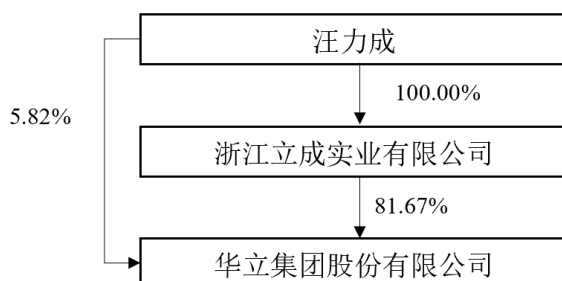 汪力成
100.00%
5.82%
浙江立成实业有限公司
81.67%
华立集团股份有限公司